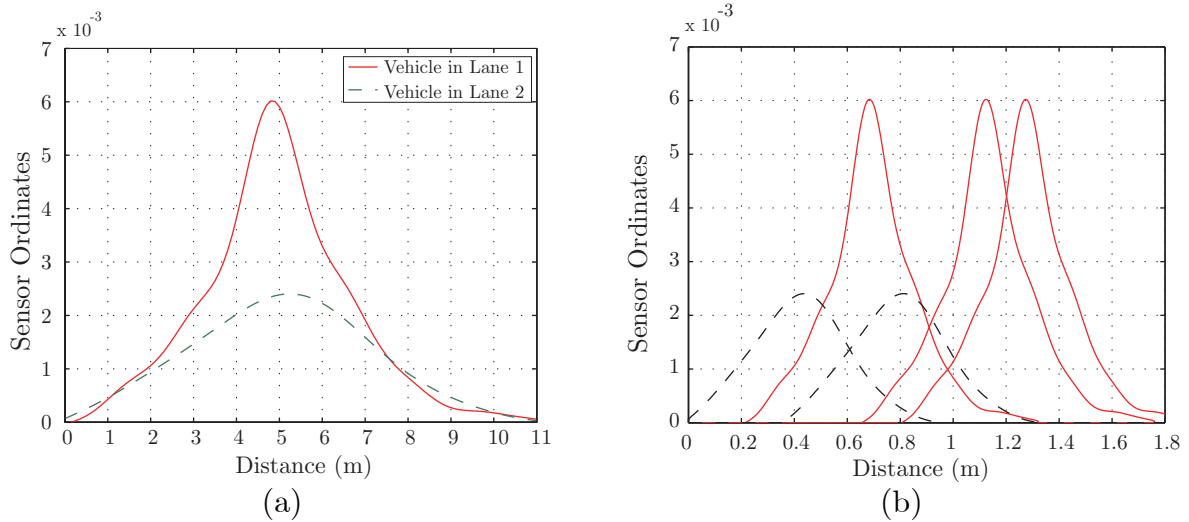 x 10⁻³
7
6
5
4
3
2
1
0
Sensor Ordinates
Vehicle in Lane 1
Vehicle in Lane 2
0 1 2 3 4 5 6 7 8 9 10 11
Distance (m)
(a)
x 10⁻³
7
6
5
4
3
2
1
0
Sensor Ordinates
0 0.2 0.4 0.6 0.8 1 1.2 1.4 1.6 1.8
Distance (m)
(b)